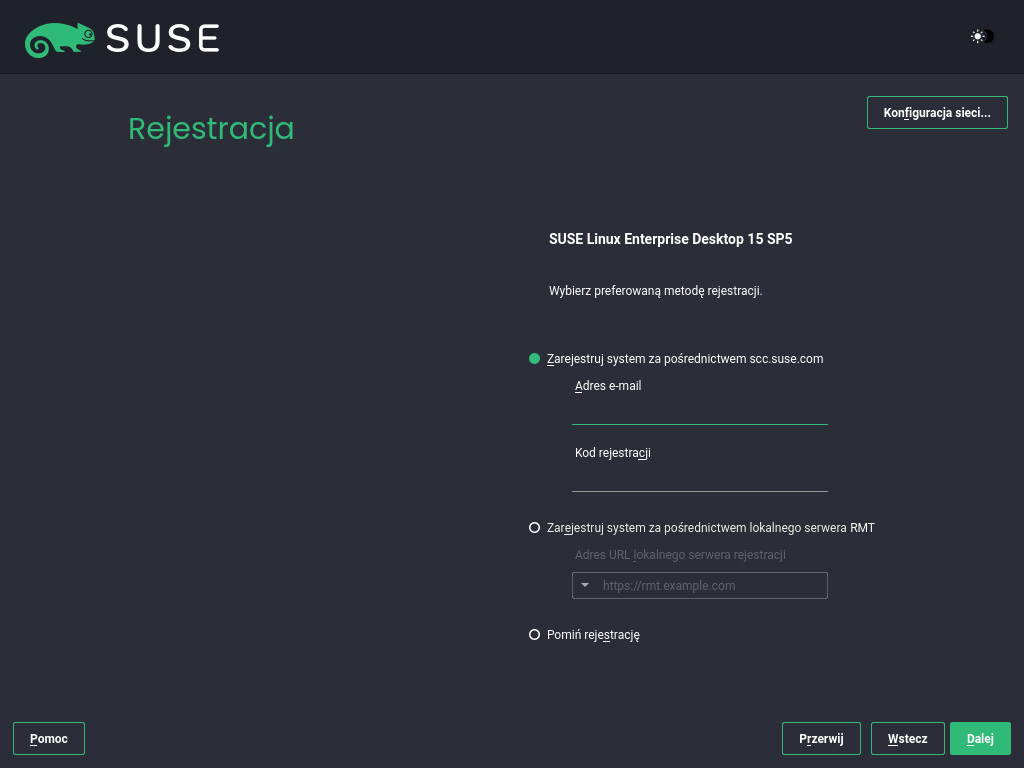 SUSE
Konfiguracja sieci...
Rejestracja
SUSE Linux Enterprise Desktop 15 SP5
Wybierz preferowaną metodę rejestracji.
Zarejestruj system za pośrednictwem scc.suse.com
Adres e-mail
Kod rejestracji
Zarejestruj system za pośrednictwem lokalnego serwera RMT
Adres URL lokalnego serwera rejestracji
https://rmt.example.com
Pomiń rejestrację
Pomoc
Przerwij
Wstecz
Dalej